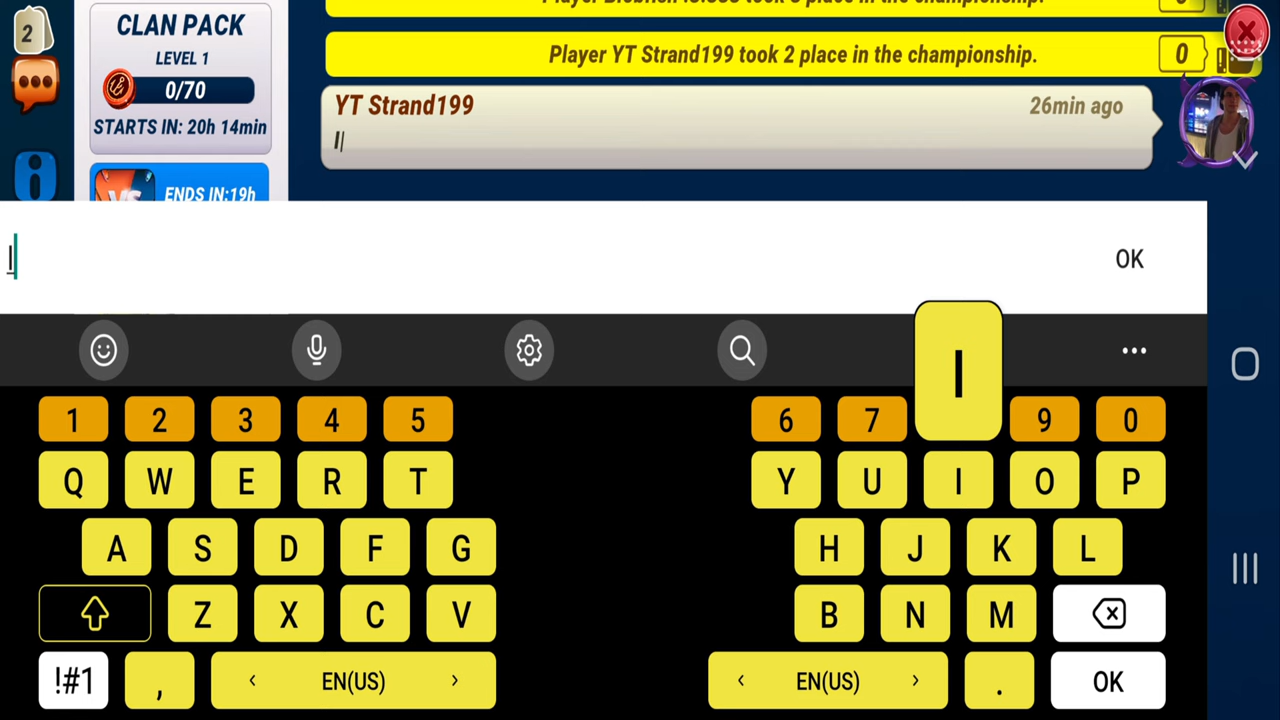 2
CLAN PACK
LEVEL 1
0/70
STARTS IN: 20h 14min
ENDS IN:19h
Player YT Strand199 took 2 place in the championship.
0
YT Strand199
26min ago
I|
I
OK
I
1 2 3 4 5 6 7 9 0
Q W E R T Y U I O P
A S D F G H J K L
Z X C V B N M
!#1 , < EN(US) > < EN(US) > . OK